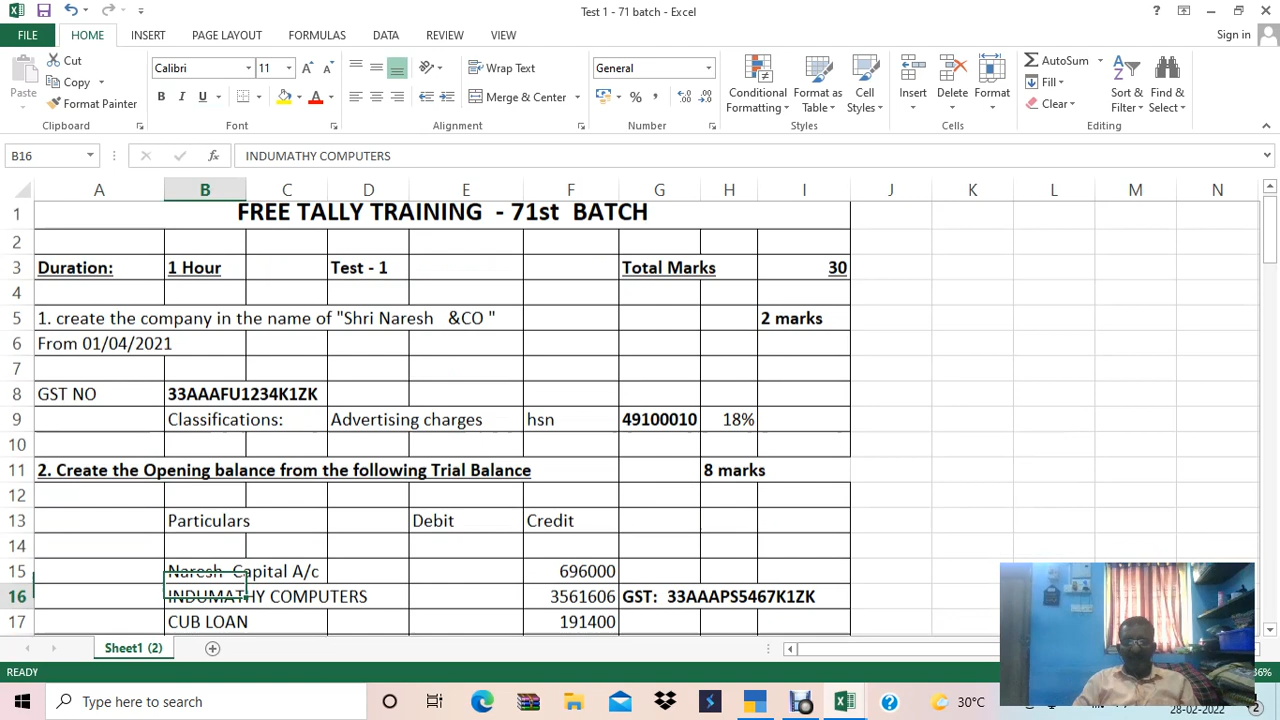 Test 1 - 71 batch - Excel
?
FILE HOME INSERT PAGE LAYOUT FORMULAS DATA REVIEW VIEW Sign in
Cut
Copy
Format Painter
Paste
Calibri 11
B I U A
Wrap Text
Merge & Center
General
% ,
Conditional Formatting
Format as Table
Cell Styles
Insert Delete Format
AutoSum
Fill
Clear
Sort & Filter
Find & Select
Clipboard Font Alignment Number Styles Cells Editing
B16 fx INDUMATHY COMPUTERS
A B C D E F G H I J K L M N
1 FREE TALLY TRAINING - 71st BATCH
2
3 Duration: 1 Hour Test - 1 Total Marks 30
4
5 1. create the company in the name of "Shri Naresh &CO " 2 marks
6 From 01/04/2021
7
8 GST NO 33AAAFU1234K1ZK
9 Classifications: Advertising charges hsn 49100010 18%
10
11 2. Create the Opening balance from the following Trial Balance 8 marks
12
13 Particulars Debit Credit
14
15 Naresh Capital A/c 696000
16 INDUMATHY COMPUTERS 3561606 GST: 33AAAPS5467K1ZK
17 CUB LOAN 191400
Sheet1 (2)
READY
Type here to search
30°C
28-02-2022
2